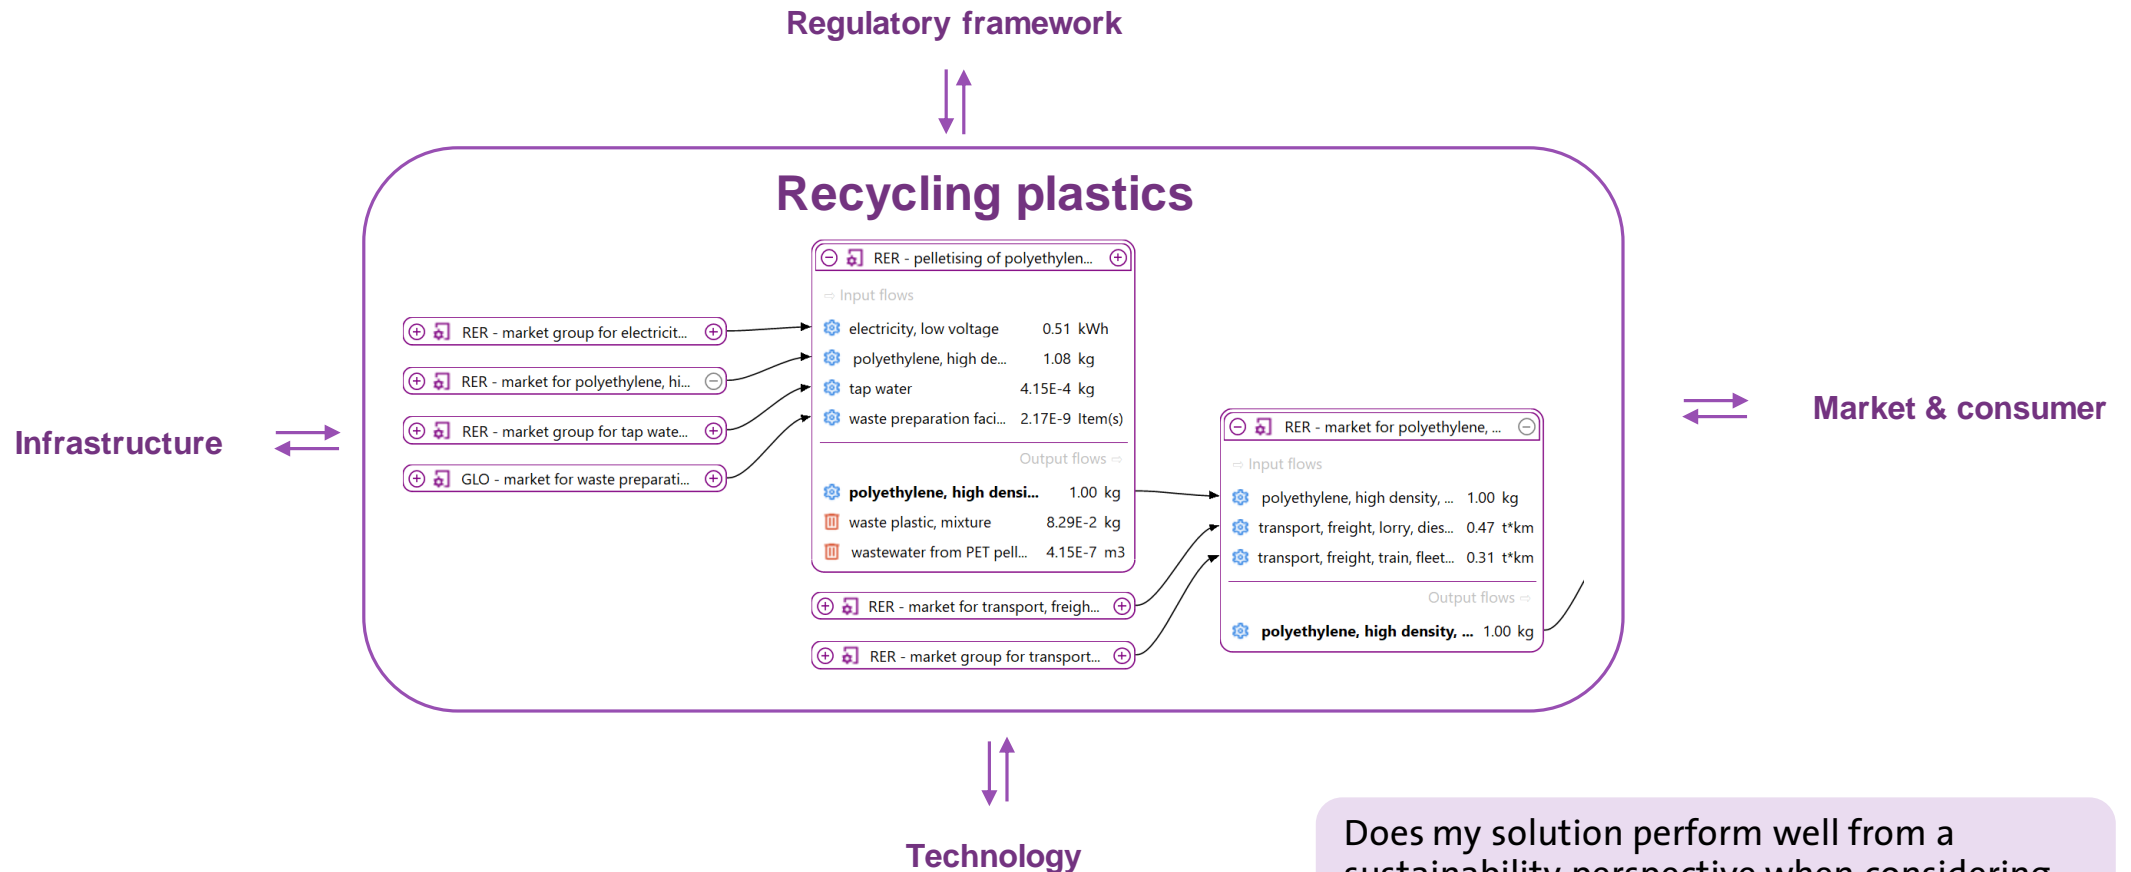 Regulatory framework
Recycling plastics
RER - pelletising of polyethylen...
⇨ Input flows
electricity, low voltage 0.51 kWh
polyethylene, high de... 1.08 kg
tap water 4.15E-4 kg
waste preparation faci... 2.17E-9 Item(s)
Output flows ⇨
polyethylene, high densi... 1.00 kg
waste plastic, mixture 8.29E-2 kg
wastewater from PET pell... 4.15E-7 m3
RER - market group for electricit...
RER - market for polyethylene, hi...
RER - market group for tap wate...
GLO - market for waste preparati...
RER - market for transport, freigh...
RER - market group for transport...
RER - market for polyethylene, ...
⇨ Input flows
polyethylene, high density, ... 1.00 kg
transport, freight, lorry, dies... 0.47 t*km
transport, freight, train, fleet... 0.31 t*km
Output flows ⇨
polyethylene, high density, ... 1.00 kg
Infrastructure
Market & consumer
Technology
Does my solution perform well from a
sustainability perspective when considering